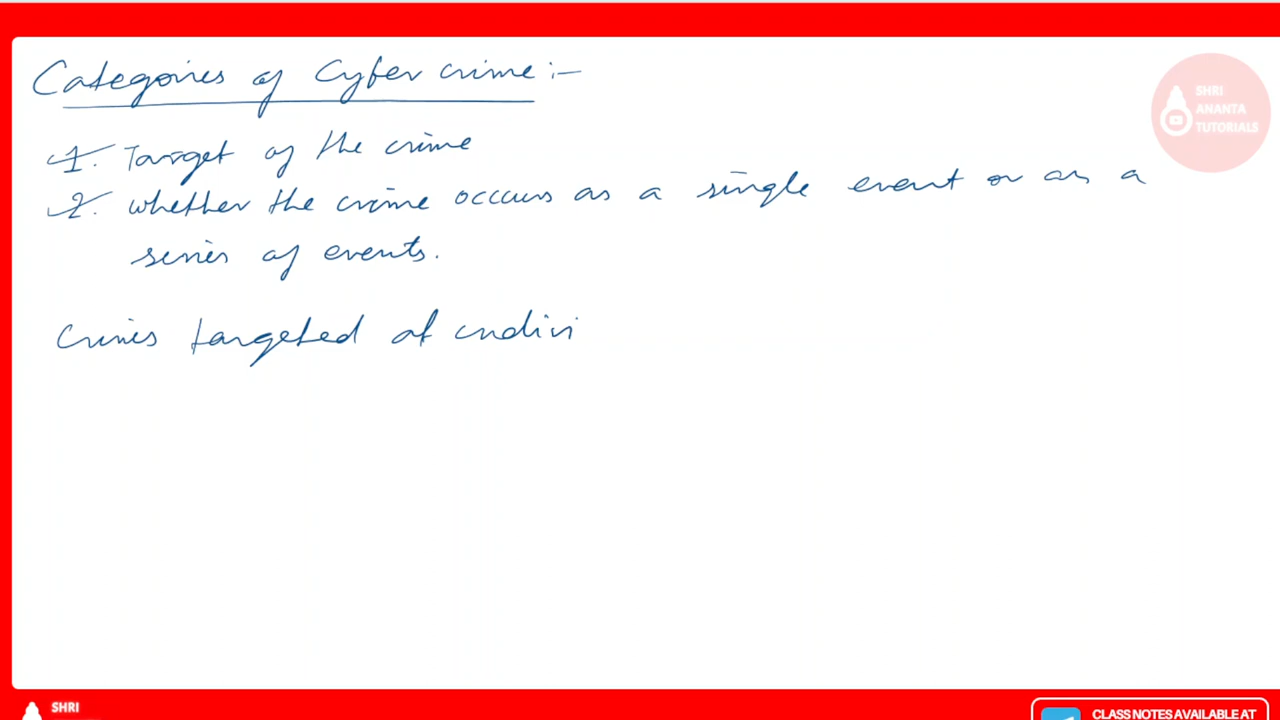 Categories of Cyber crime :-
SHRI
ANANTA
TUTORIALS
1. Target of the crime
2. whether the crime occurs as a single event or as a
series of events.
Crimes targeted at indivi
SHRI
CLASS NOTES AVAILABLE AT